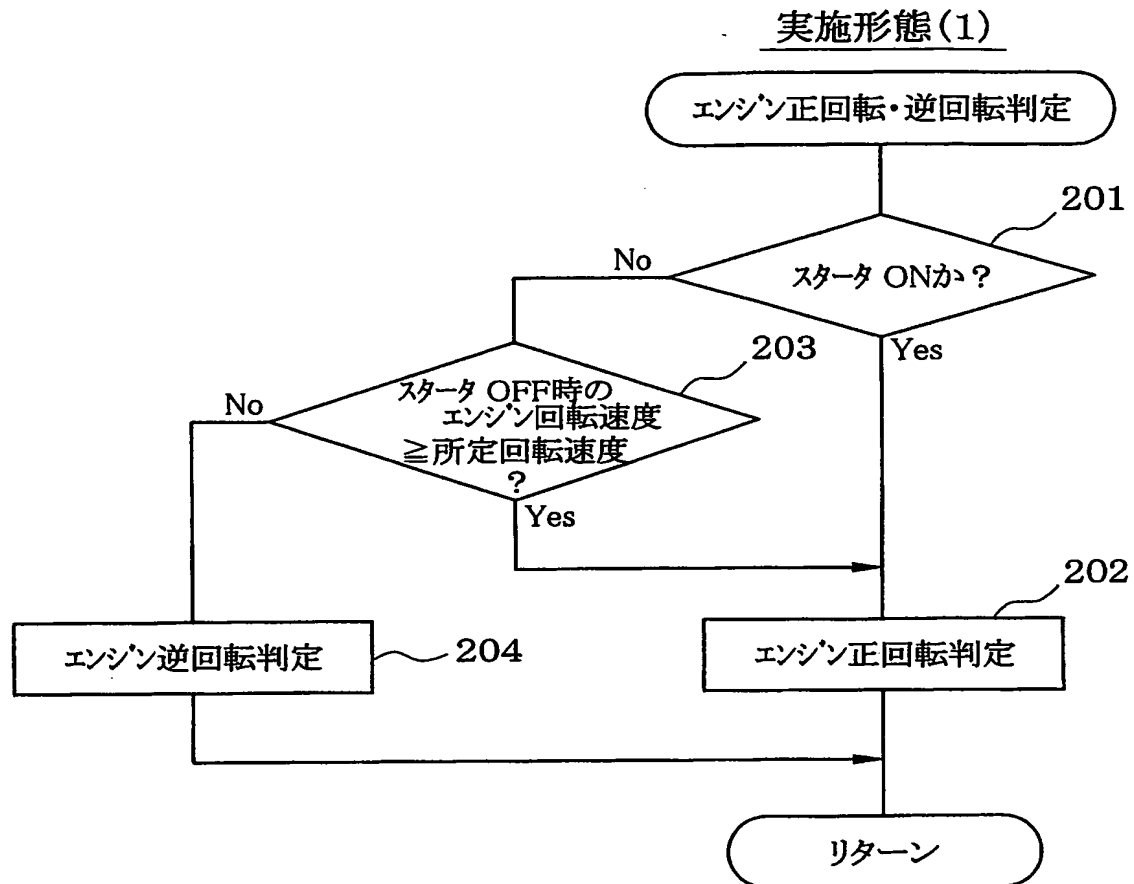 実施形態(1)
エンジン正回転・逆回転判定
201
スタータ ONか?
No
Yes
203
スタータ OFF時の
エンジン回転速度
≧所定回転速度
?
No
Yes
202
エンジン正回転判定
エンジン逆回転判定
204
リターン